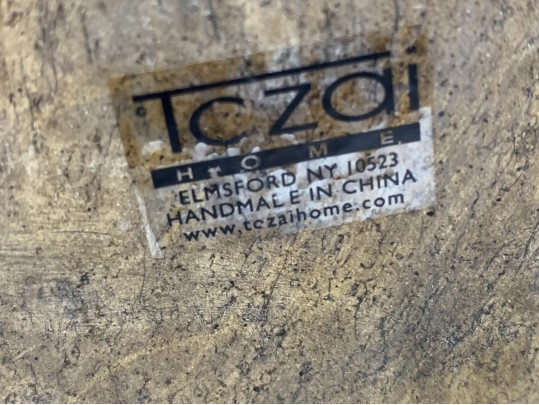 Tczai
HOME
ELMSFORD NY 10523
HANDMALE IN CHINA
www.tczaihome.com